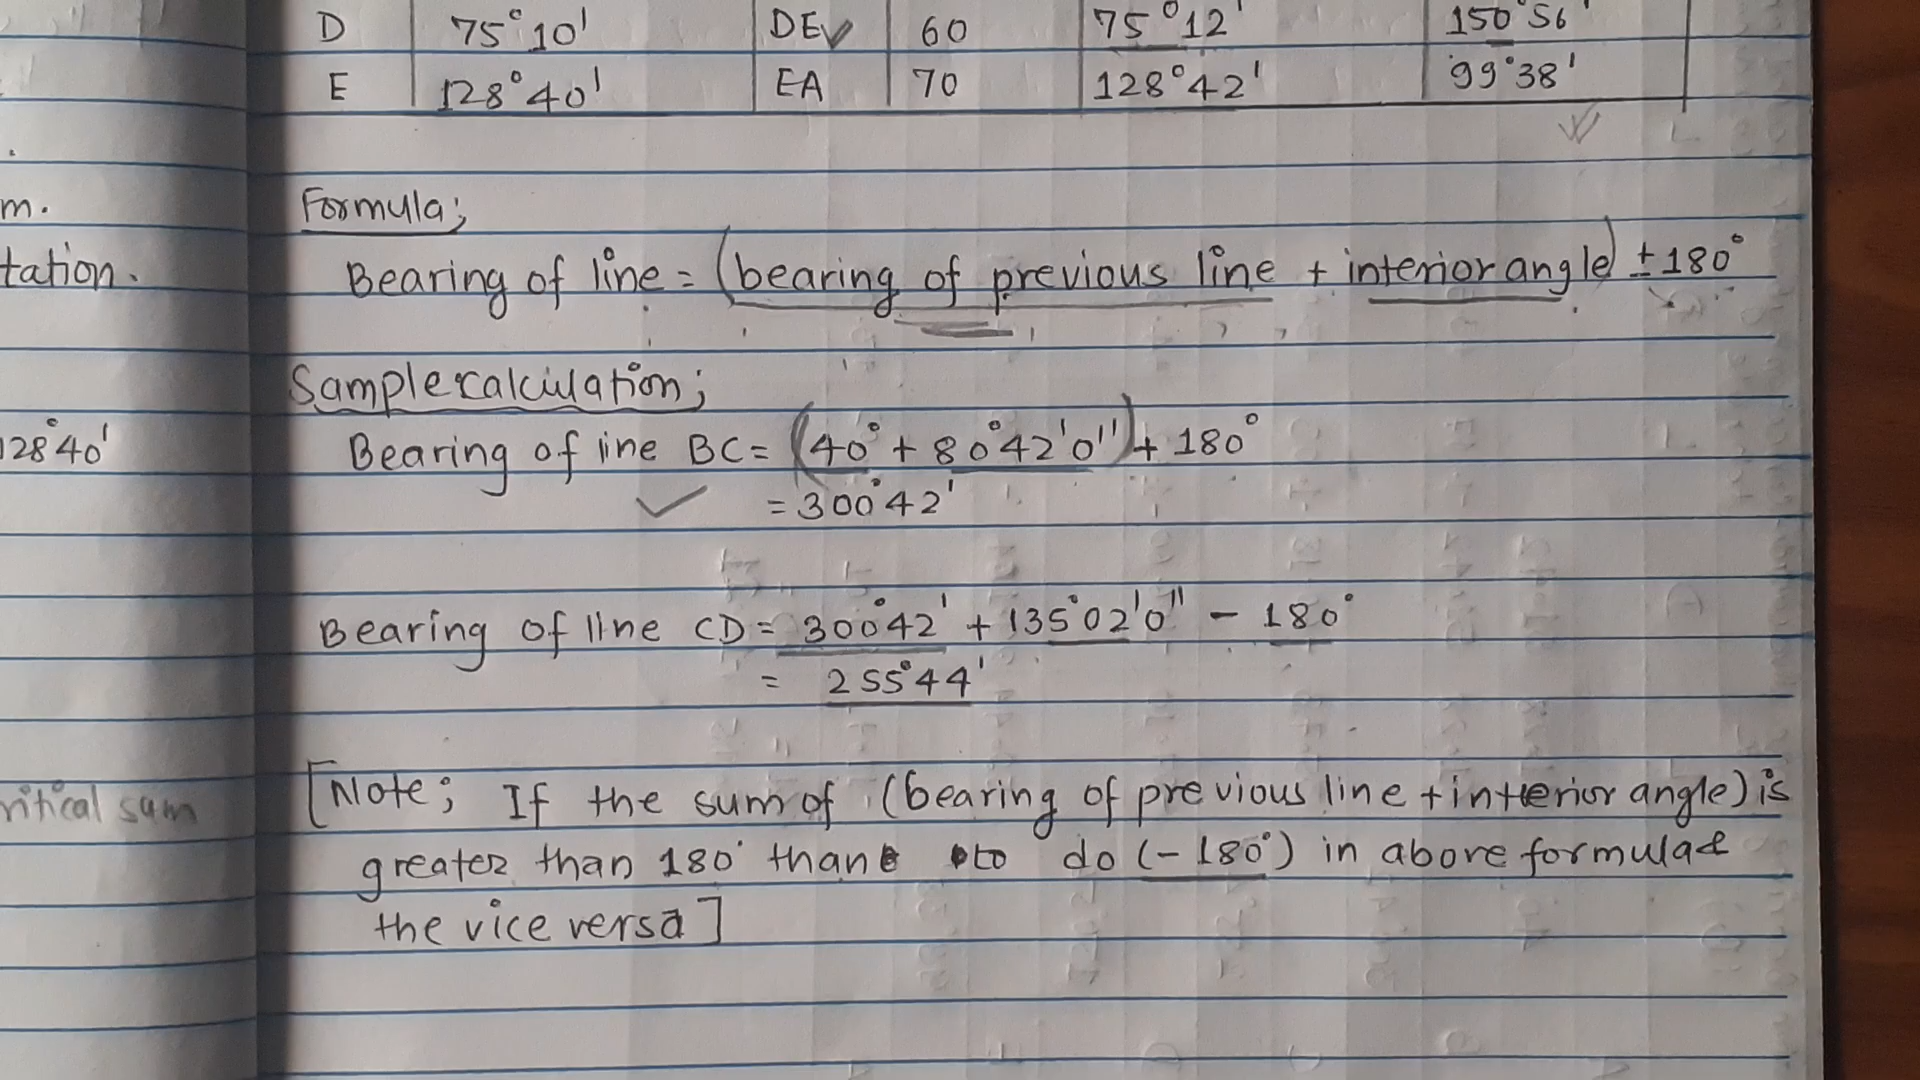 D 75°10' DE 60 75°12' 150°56'
E 128°40' EA 70 128°42' 99°38'
m.
Formula;
tation.
Bearing of line = (bearing of previous line + interior angle) ± 180°
Sample calculation;
128°40'
Bearing of line BC = (40° + 80°42'0") + 180°
= 300°42'
Bearing of line CD = 300°42' + 135°02'0" - 180°
= 255°44'
ritical sum
[Note; If the sum of (bearing of previous line + interior angle) is
greater than 180° than to do (-180°) in above formula &
the vice versa]